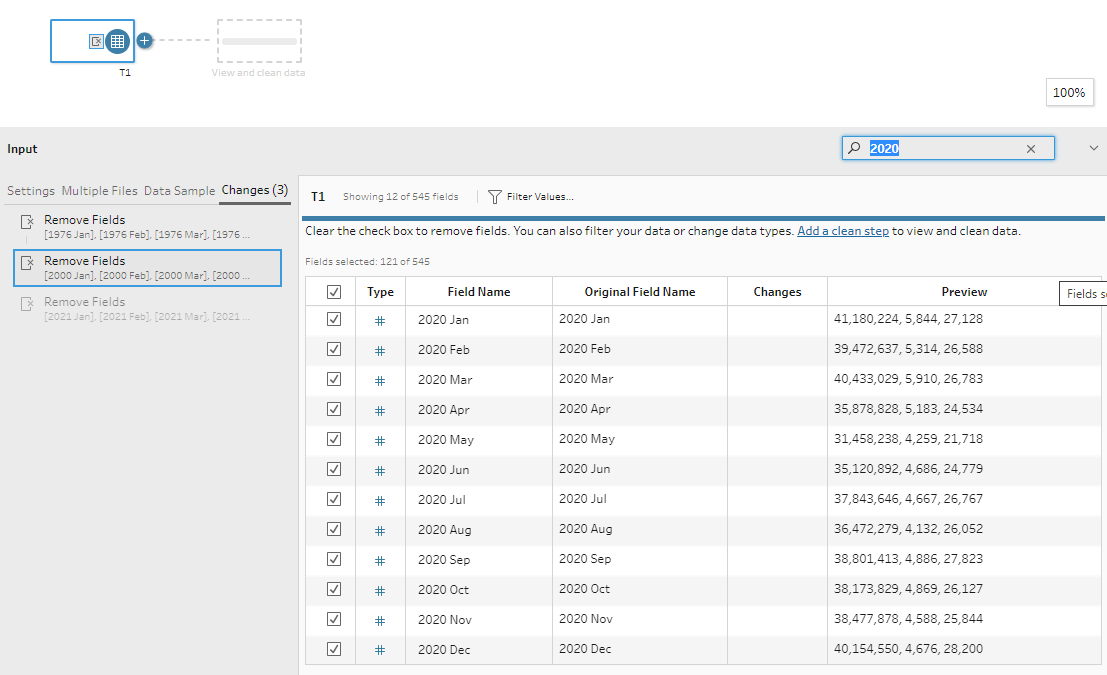 T1
View and clean data
100%
Input
2020
Settings Multiple Files Data Sample Changes (3)
Remove Fields
[1976 Jan], [1976 Feb], [1976 Mar], [1976 ...
Remove Fields
[2000 Jan], [2000 Feb], [2000 Mar], [2000 ...
Remove Fields
[2021 Jan], [2021 Feb], [2021 Mar], [2021 ...
T1 Showing 12 of 545 fields Filter Values...
Clear the check box to remove fields. You can also filter your data or change data types. Add a clean step to view and clean data.
Fields selected: 121 of 545
Type Field Name Original Field Name Changes Preview
Fields
# 2020 Jan 2020 Jan 41,180,224, 5,844, 27,128
# 2020 Feb 2020 Feb 39,472,637, 5,314, 26,588
# 2020 Mar 2020 Mar 40,433,029, 5,910, 26,783
# 2020 Apr 2020 Apr 35,878,828, 5,183, 24,534
# 2020 May 2020 May 31,458,238, 4,259, 21,718
# 2020 Jun 2020 Jun 35,120,892, 4,686, 24,779
# 2020 Jul 2020 Jul 37,843,646, 4,667, 26,767
# 2020 Aug 2020 Aug 36,472,279, 4,132, 26,052
# 2020 Sep 2020 Sep 38,801,413, 4,886, 27,823
# 2020 Oct 2020 Oct 38,173,829, 4,869, 26,127
# 2020 Nov 2020 Nov 38,477,878, 4,588, 25,844
# 2020 Dec 2020 Dec 40,154,550, 4,676, 28,200